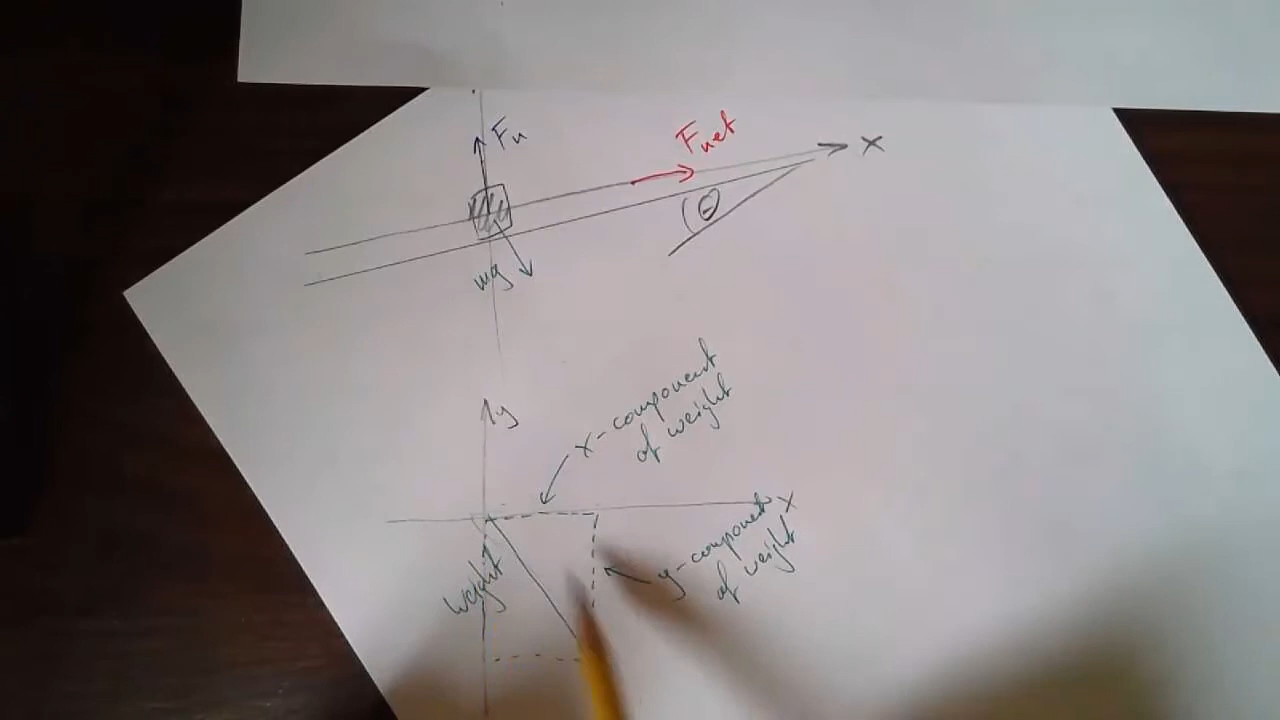 Fn
Fnet
x
θ
mg
y
x-component
of weight
x
y-component
of weight
weight